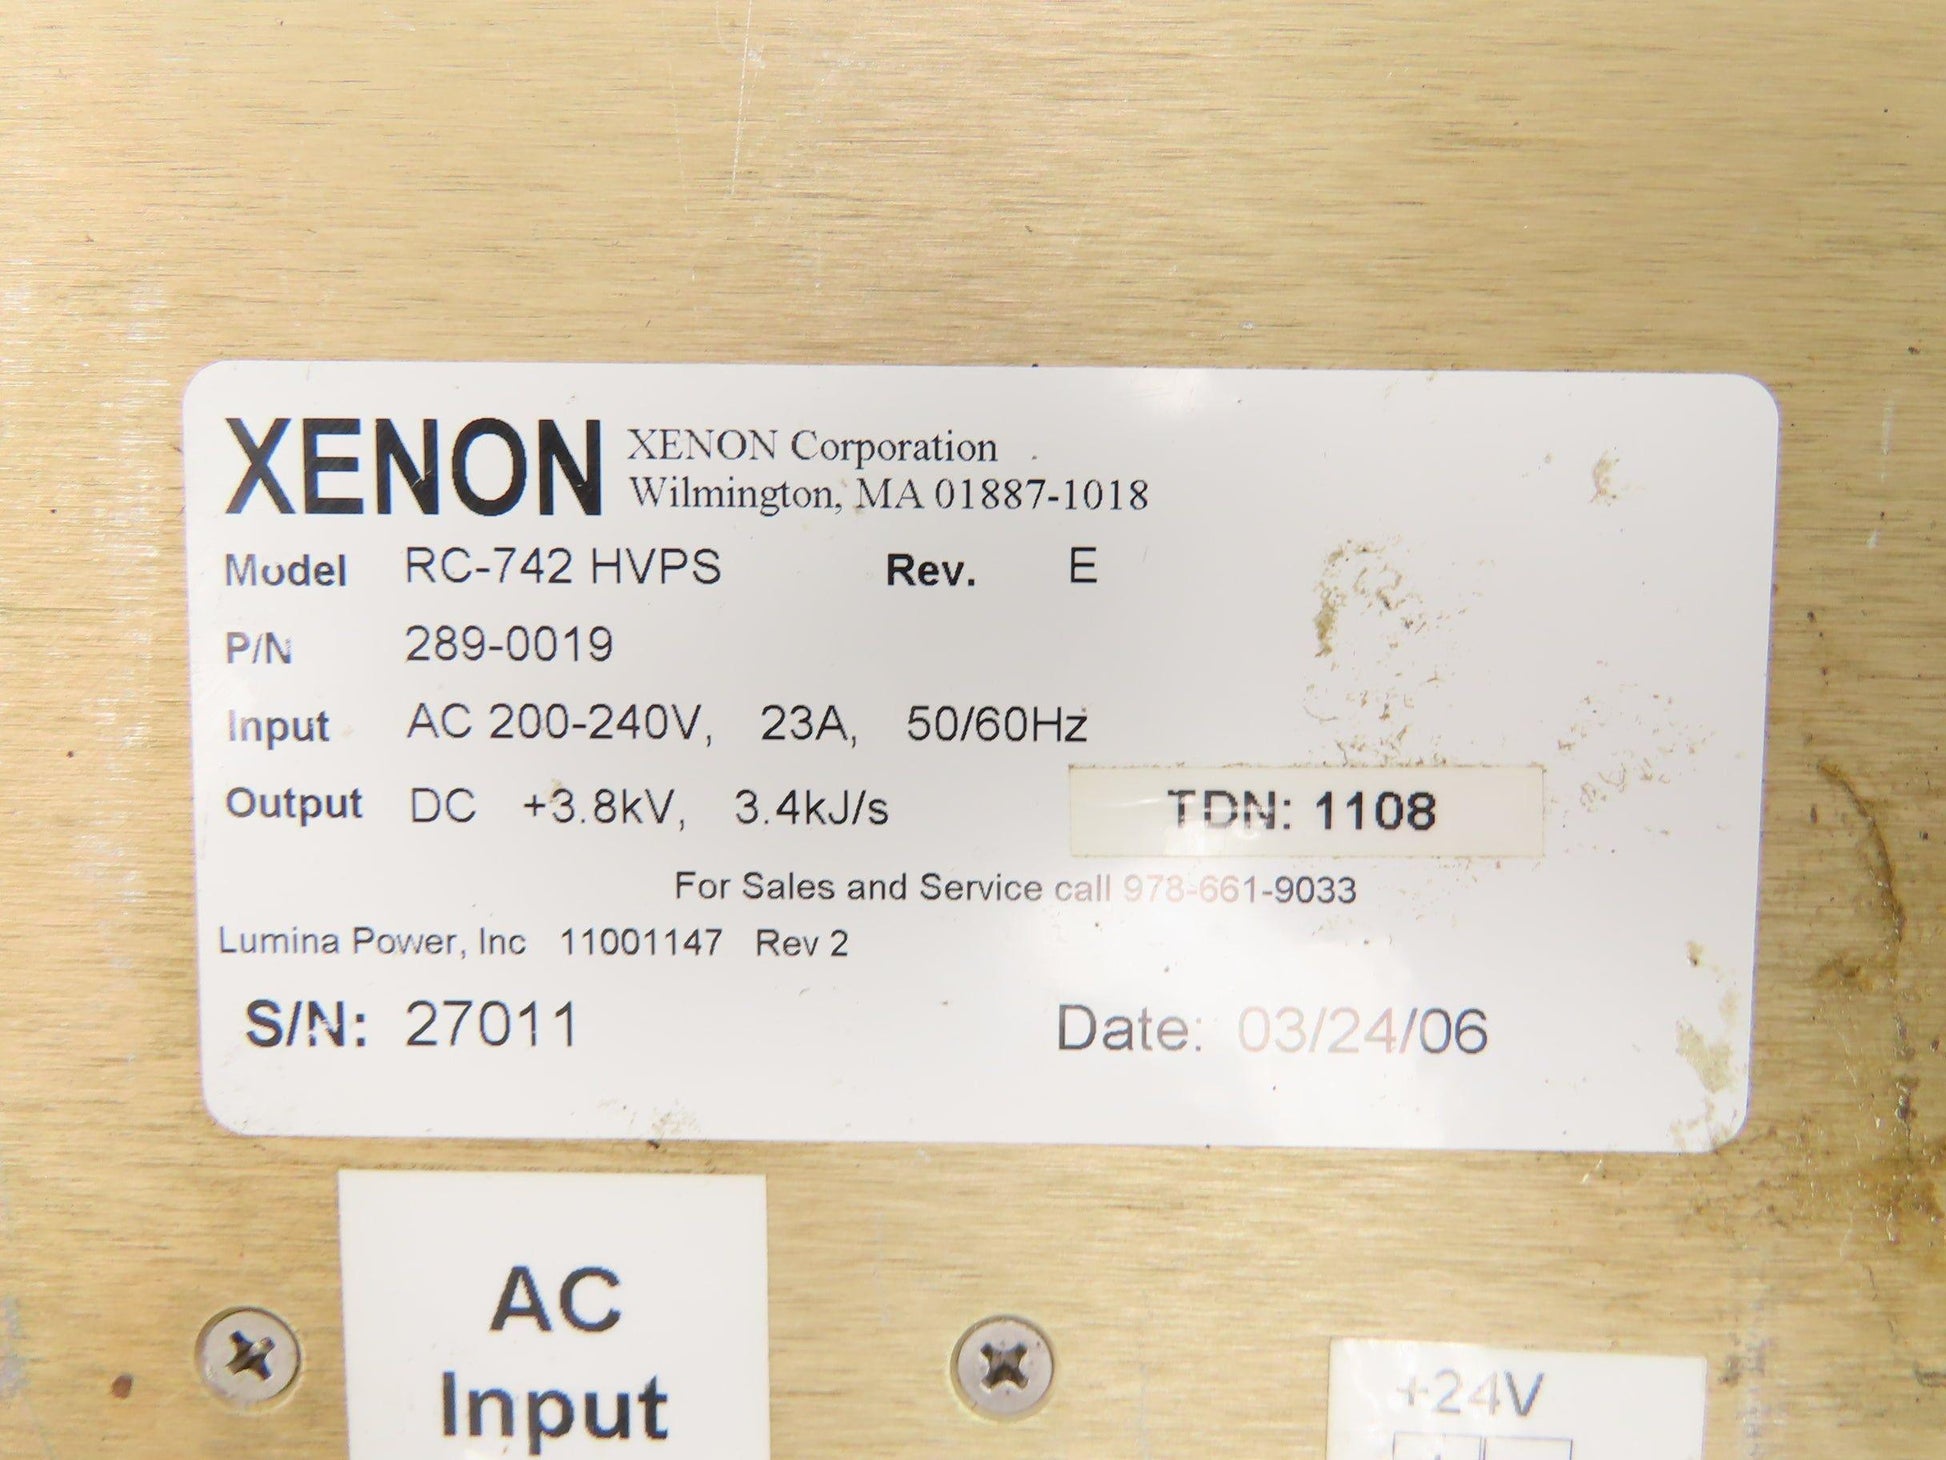 XENON XENON Corporation
Wilmington, MA 01887-1018
Model RC-742 HVPS Rev. E
P/N 289-0019
Input AC 200-240V, 23A, 50/60Hz
Output DC +3.8kV, 3.4kJ/s
TDN: 1108
For Sales and Service call 978-661-9033
Lumina Power, Inc 11001147 Rev 2
S/N: 27011 Date: 03/24/06
AC
Input
+24V